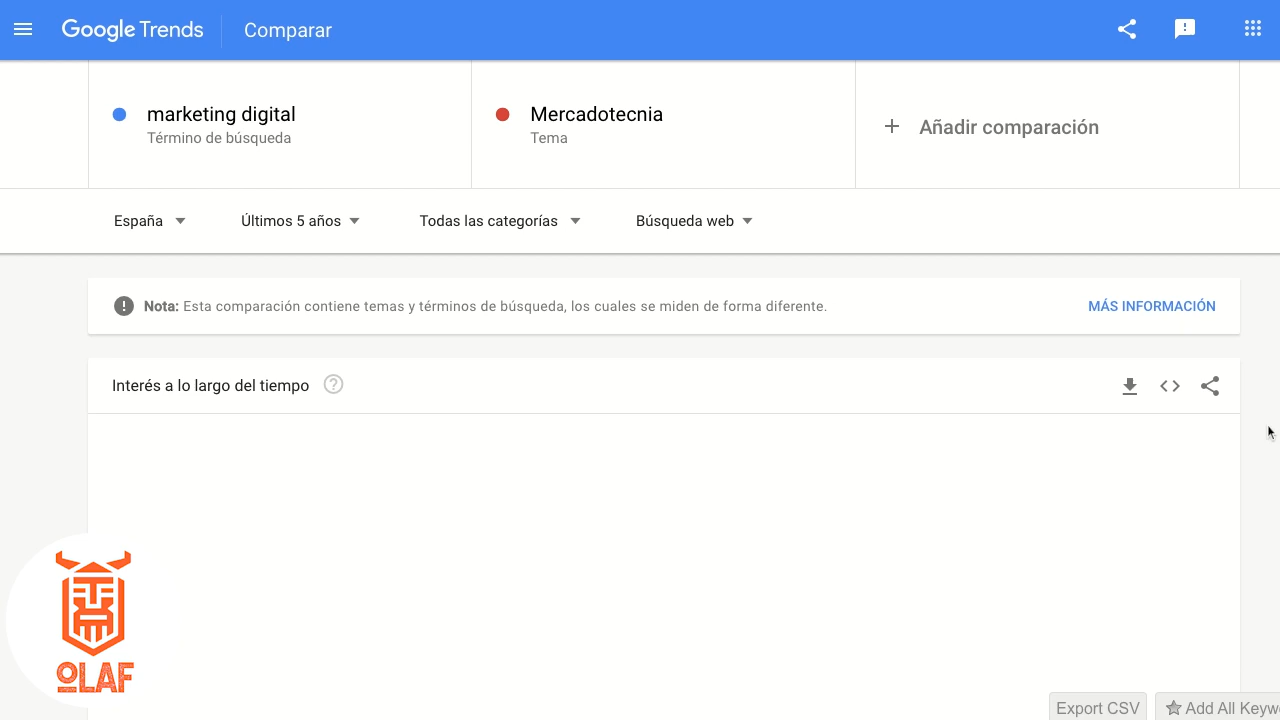 Google Trends Comparar
marketing digital
Término de búsqueda
Mercadotecnia
Tema
Añadir comparación
España
Últimos 5 años
Todas las categorías
Búsqueda web
Nota: Esta comparación contiene temas y términos de búsqueda, los cuales se miden de forma diferente.
MÁS INFORMACIÓN
Interés a lo largo del tiempo
OLAF
Export CSV
Add All Keyw